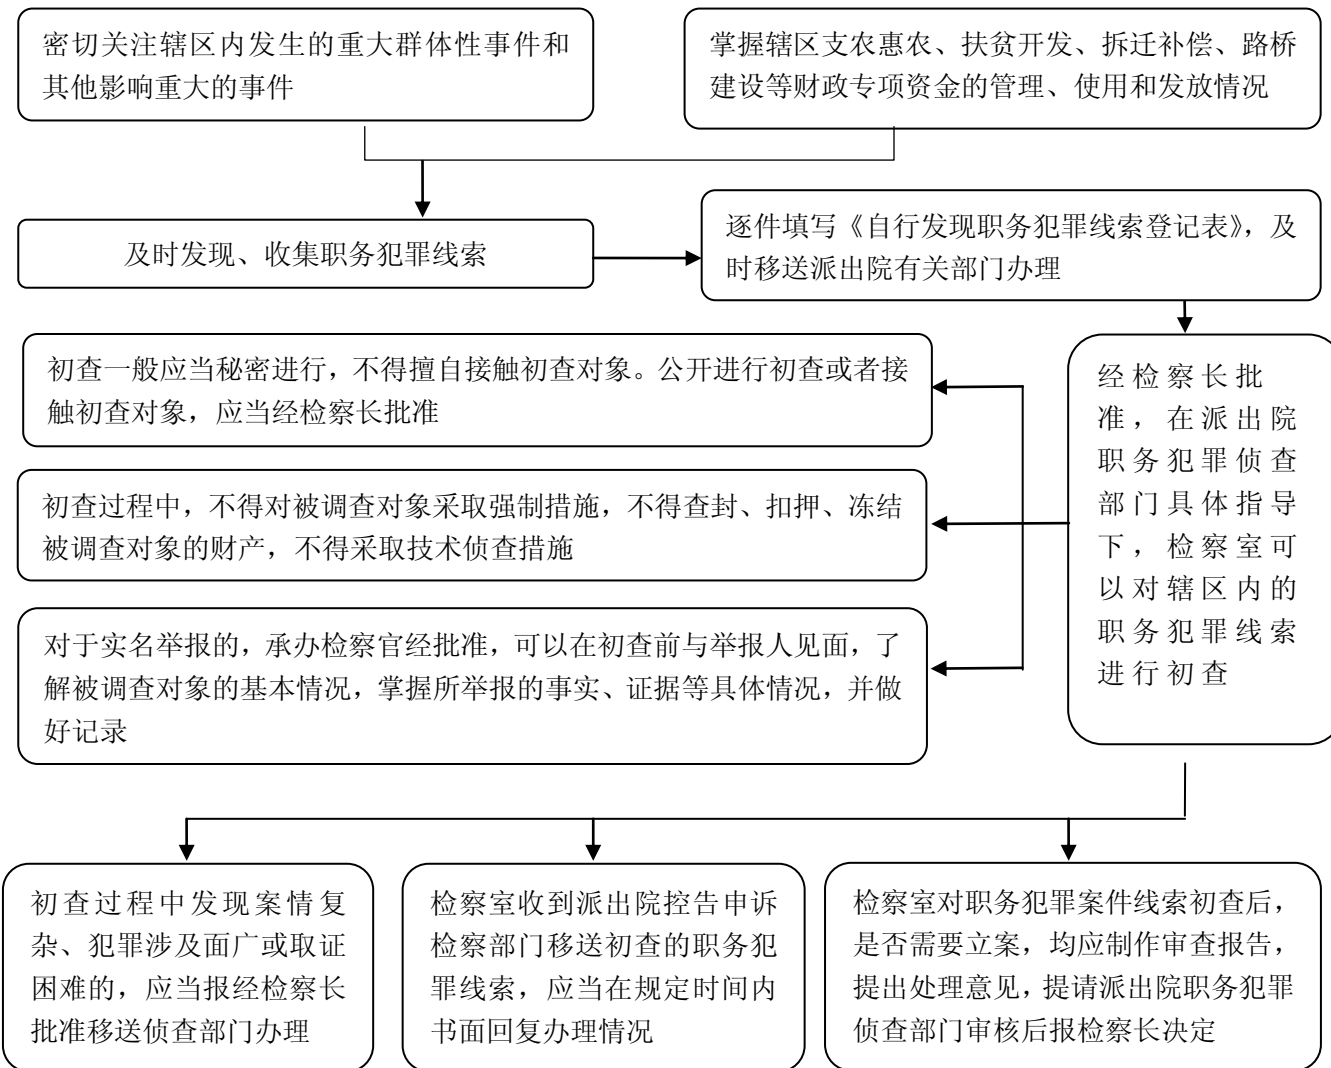 密切关注辖区内发生的重大群体性事件和
其他影响重大的事件
掌握辖区支农惠农、扶贫开发、拆迁补偿、路桥
建设等财政专项资金的管理、使用和发放情况
及时发现、收集职务犯罪线索
逐件填写《自行发现职务犯罪线索登记表》，及
时移送派出院有关部门办理
初查一般应当秘密进行，不得擅自接触初查对象。公开进行初查或者接
触初查对象，应当经检察长批准
初查过程中，不得对被调查对象采取强制措施，不得查封、扣押、冻结
被调查对象的财产，不得采取技术侦查措施
对于实名举报的，承办检察官经批准，可以在初查前与举报人见面，了
解被调查对象的基本情况，掌握所举报的事实、证据等具体情况，并做
好记录
经检察长批
准，在派出院
职务犯罪侦查
部门具体指导
下，检察室可
以对辖区内的
职务犯罪线索
进行初查
初查过程中发现案情复
杂、犯罪涉及面广或取证
困难的，应当报经检察长
批准移送侦查部门办理
检察室收到派出院控告申诉
检察部门移送初查的职务犯
罪线索，应当在规定时间内
书面回复办理情况
检察室对职务犯罪案件线索初查后，
是否需要立案，均应制作审查报告，
提出处理意见，提请派出院职务犯罪
侦查部门审核后报检察长决定